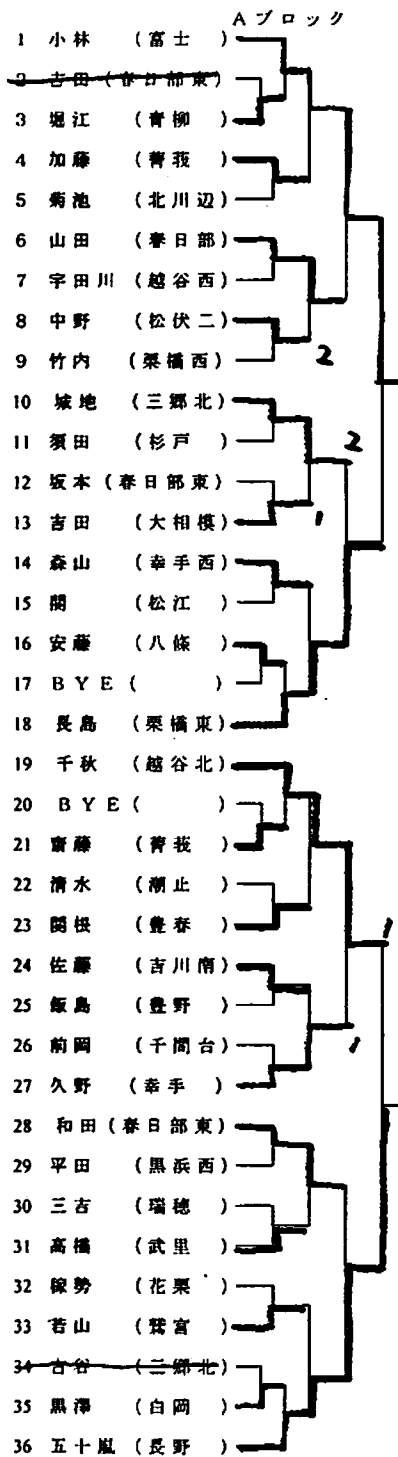 Aブロック
1 小林 (富士)
2 吉田 (春日部東)
3 堀江 (青柳)
4 加藤 (菁莪)
5 菊池 (北川辺)
6 山田 (春日部)
7 宇田川 (越谷西)
8 中野 (松伏二)
9 竹内 (栗橋西)
2
10 城地 (三郷北)
2
11 須田 (杉戸)
12 坂本 (春日部東)
13 吉田 (大相模)
1
14 森山 (幸手西)
15 関 (松江)
16 安藤 (八條)
17 BYE ( )
18 長島 (栗橋東)
19 千秋 (越谷北)
20 BYE ( )
21 齋藤 (菁莪)
22 清水 (潮止)
23 関根 (豊春)
1
24 佐藤 (吉川南)
25 飯島 (豊野)
26 前岡 (千間台)
1
27 久野 (幸手)
28 和田 (春日部東)
29 平田 (黒浜西)
30 三吉 (瑞穂)
31 高橋 (武里)
32 稼勢 (花栗)
33 若山 (鷲宮)
34 古谷 (三郷北)
35 黒澤 (白岡)
36 五十嵐 (長野)